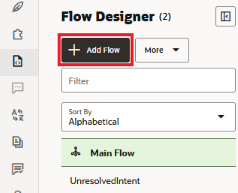 Flow Designer (2)
+ Add Flow
More
Filter
Sort By
Alphabetical
Main Flow
UnresolvedIntent